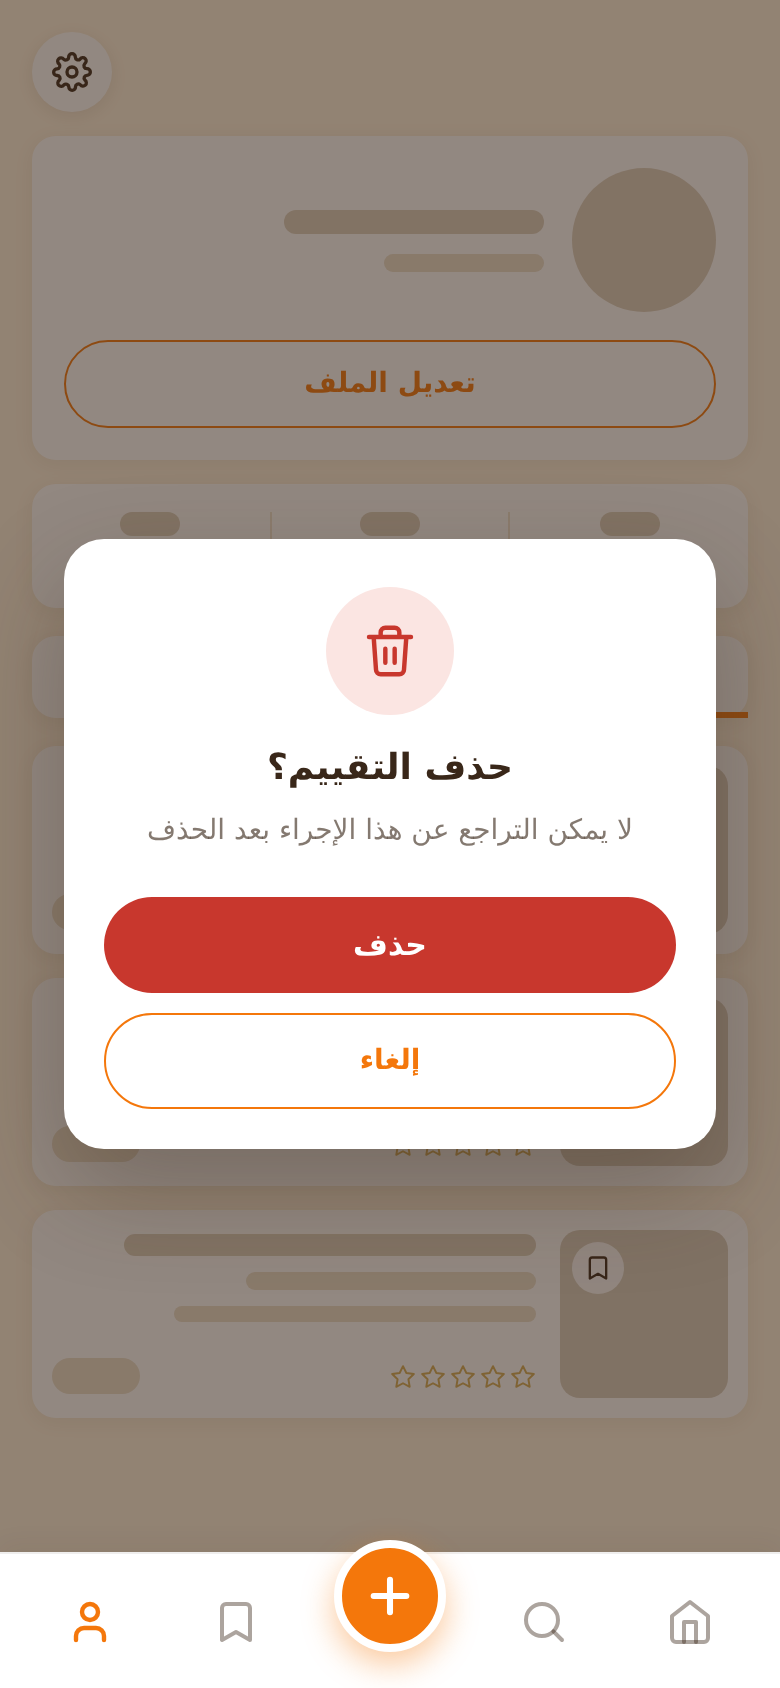 تعديل الملف
حذف التقييم؟
لا يمكن التراجع عن هذا الإجراء بعد الحذف
حذف
إلغاء